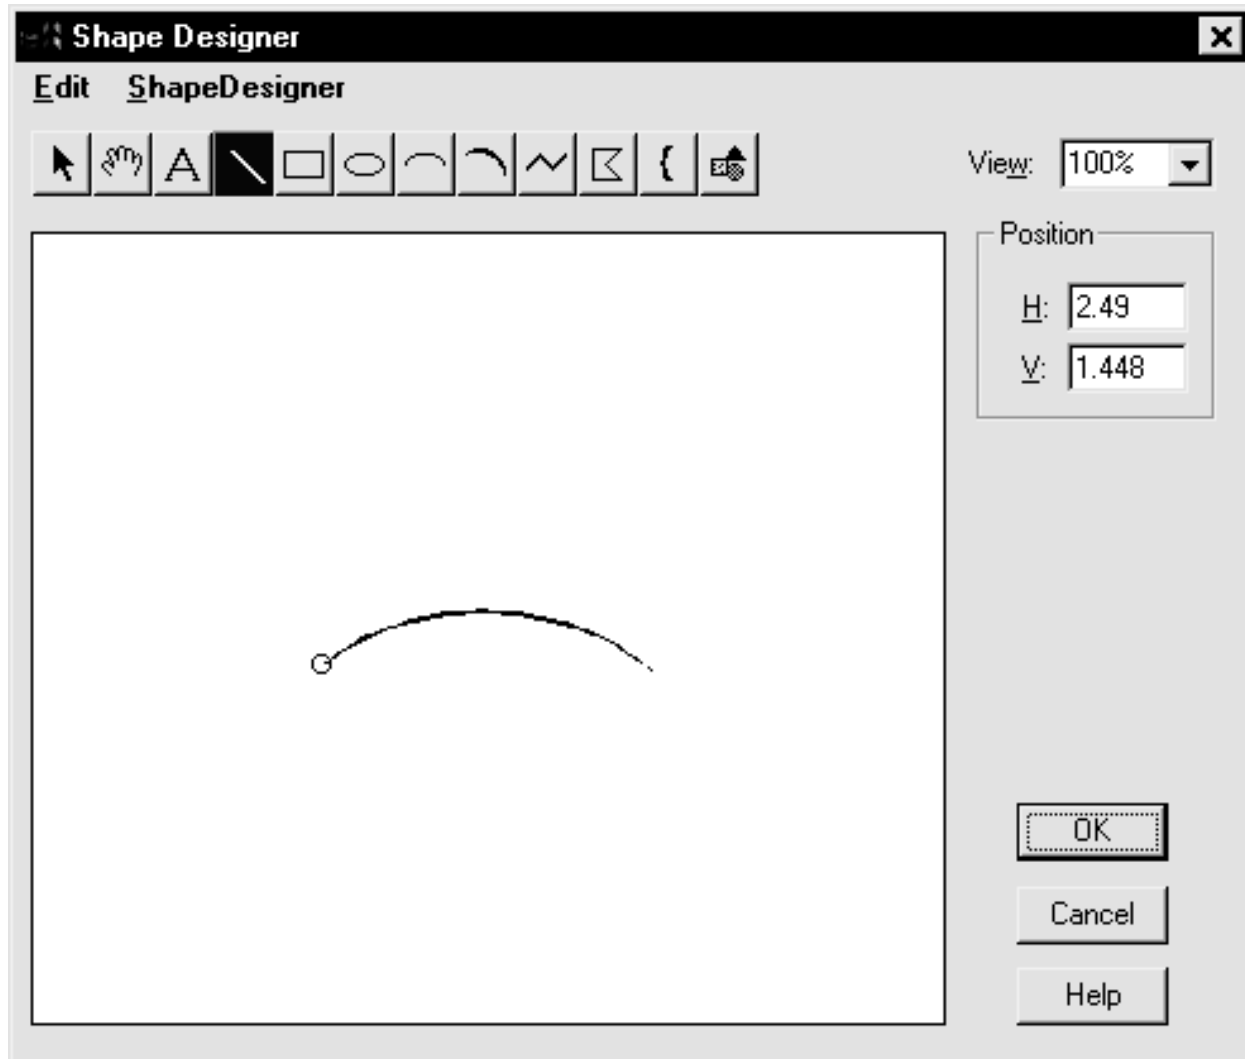 Shape Designer
Edit ShapeDesigner
A
View: 100%
Position
H: 2.49
V: 1.448
OK
Cancel
Help